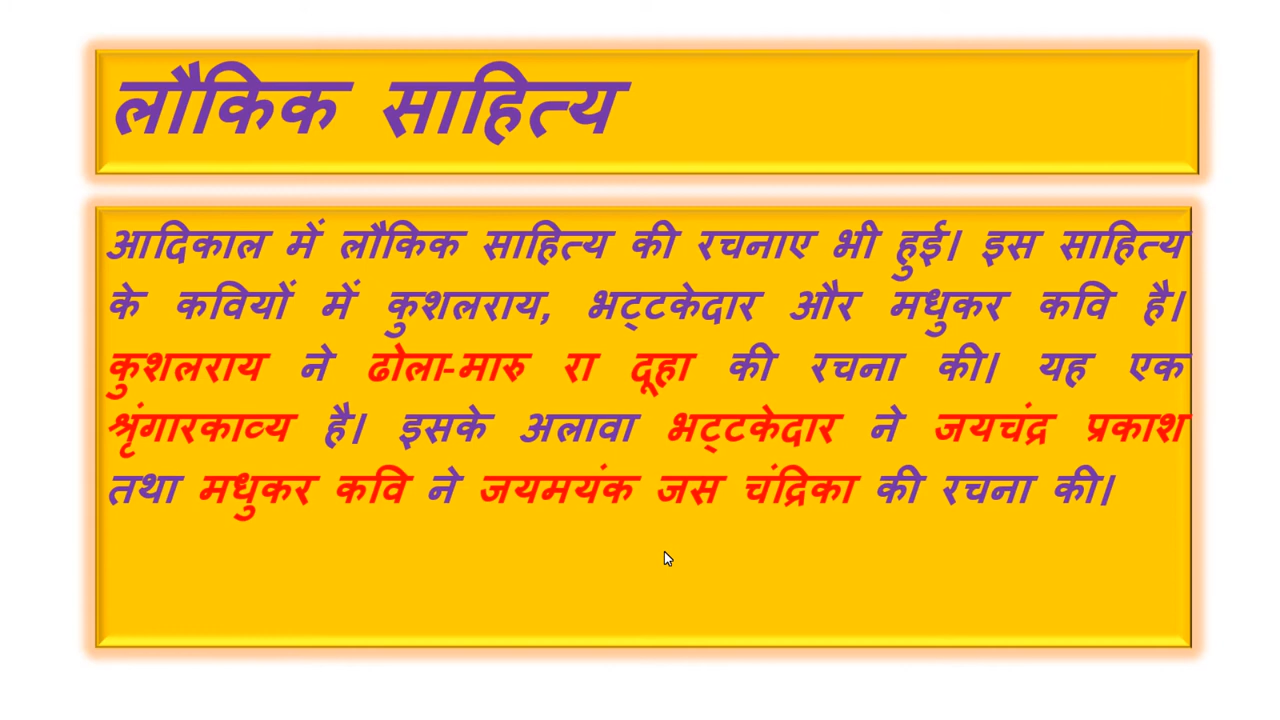 लौकिक साहित्य
आदिकाल में लौकिक साहित्य की रचनाए भी हुई। इस साहित्य
के कवियों में कुशलराय, भट्टकेदार और मधुकर कवि है।
कुशलराय ने ढोला-मारु रा दूहा की रचना की। यह एक
श्रृंगारकाव्य है। इसके अलावा भट्टकेदार ने जयचंद्र प्रकाश
तथा मधुकर कवि ने जयमयंक जस चंद्रिका की रचना की।